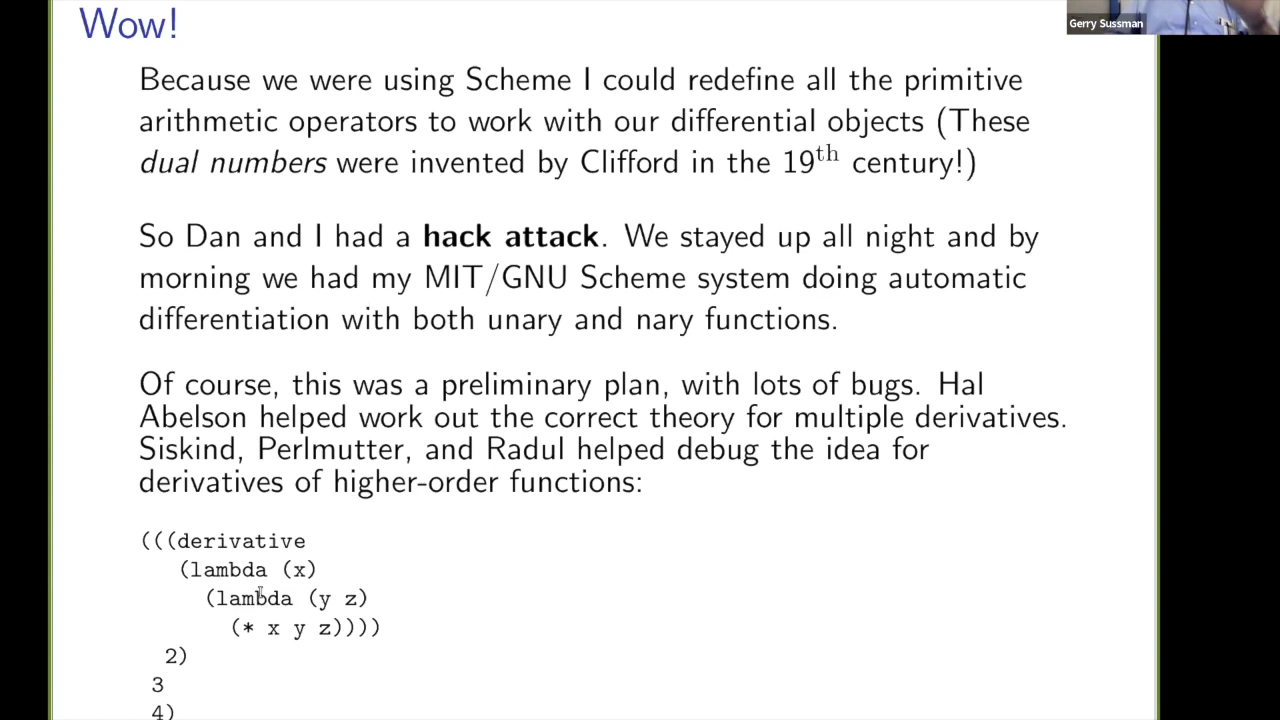 Wow!
Gerry Sussman
Because we were using Scheme I could redefine all the primitive
arithmetic operators to work with our differential objects (These
dual numbers were invented by Clifford in the 19th century!)
So Dan and I had a hack attack. We stayed up all night and by
morning we had my MIT/GNU Scheme system doing automatic
differentiation with both unary and nary functions.
Of course, this was a preliminary plan, with lots of bugs. Hal
Abelson helped work out the correct theory for multiple derivatives.
Siskind, Perlmutter, and Radul helped debug the idea for
derivatives of higher-order functions:
(((derivative
(lambda (x)
(lambda (y z)
(* x y z))))
2)
3
4)